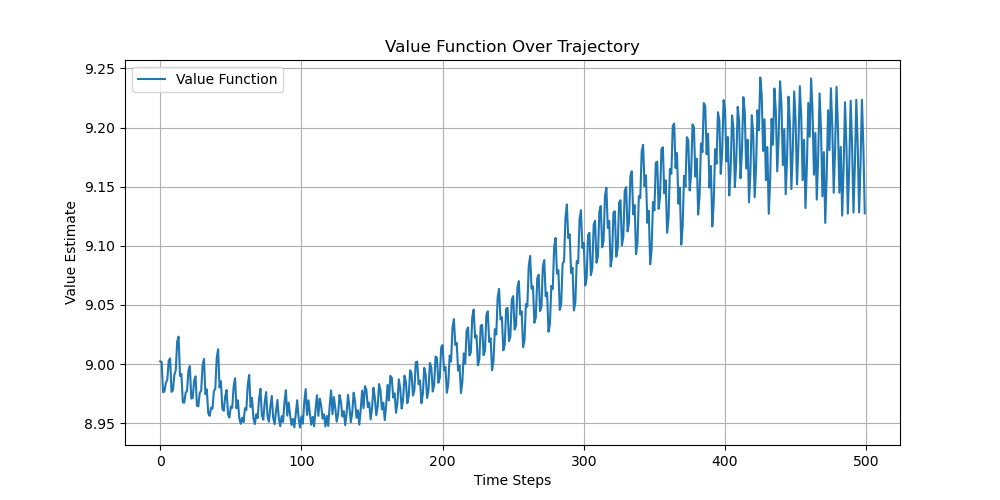 Value Function Over Trajectory
Value Function
Value Estimate
9.25
9.20
9.15
9.10
9.05
9.00
8.95
0 100 200 300 400 500
Time Steps